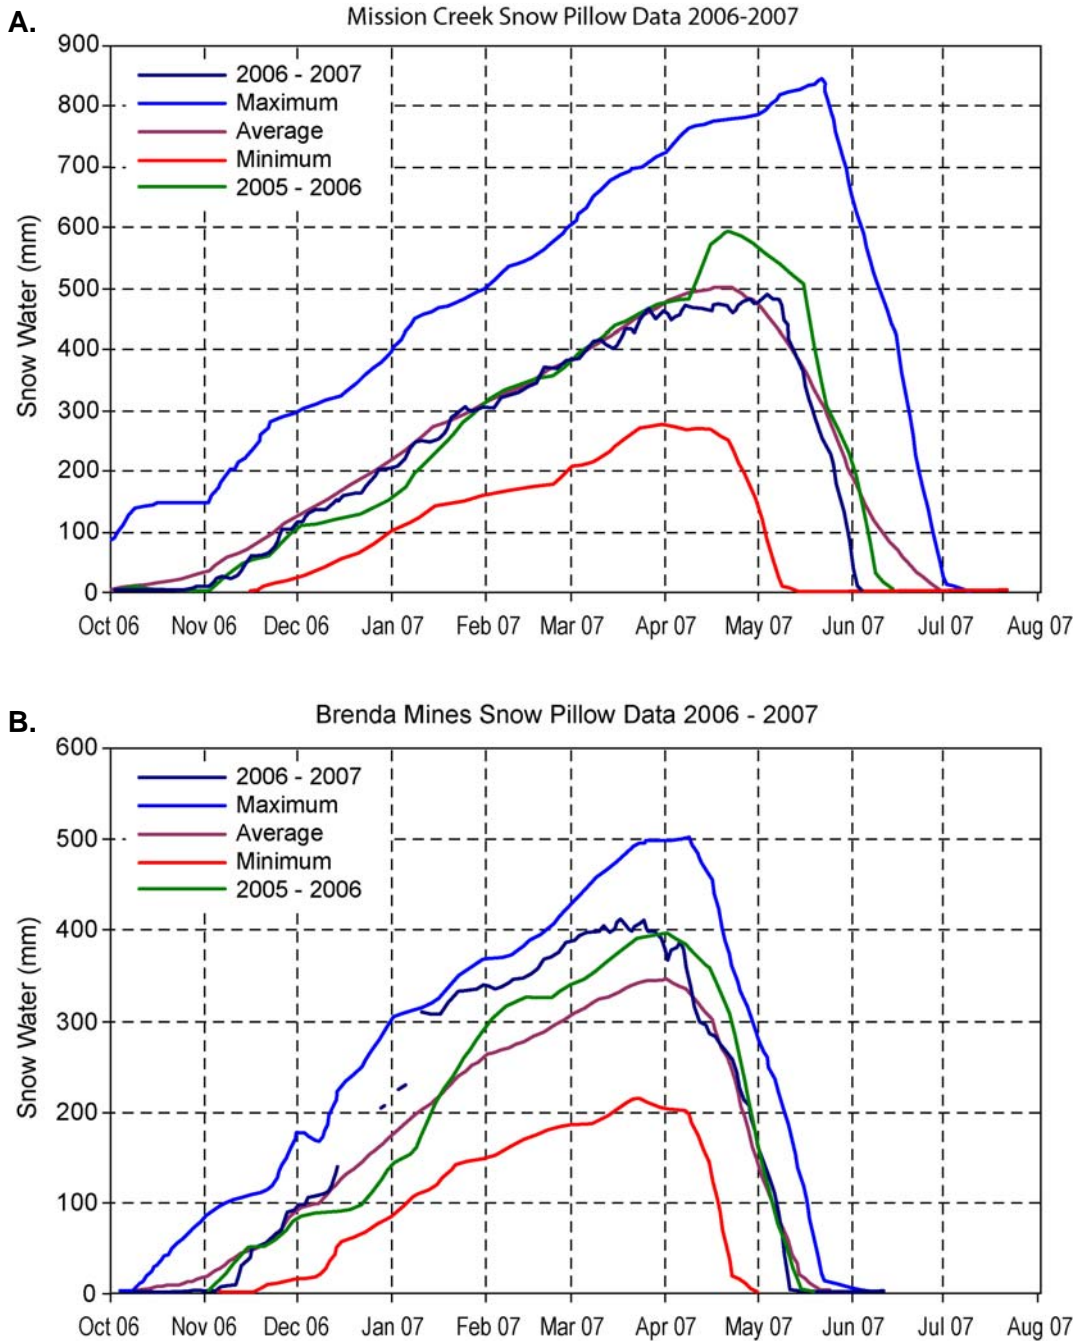 A.
Mission Creek Snow Pillow Data 2006-2007
900
800
700
600
500
400
300
200
100
0
Snow Water (mm)
2006 - 2007
Maximum
Average
Minimum
2005 - 2006
Oct 06 Nov 06 Dec 06 Jan 07 Feb 07 Mar 07 Apr 07 May 07 Jun 07 Jul 07 Aug 07
B.
Brenda Mines Snow Pillow Data 2006 - 2007
600
500
400
300
200
100
0
Snow Water (mm)
2006 - 2007
Maximum
Average
Minimum
2005 - 2006
Oct 06 Nov 06 Dec 06 Jan 07 Feb 07 Mar 07 Apr 07 May 07 Jun 07 Jul 07 Aug 07